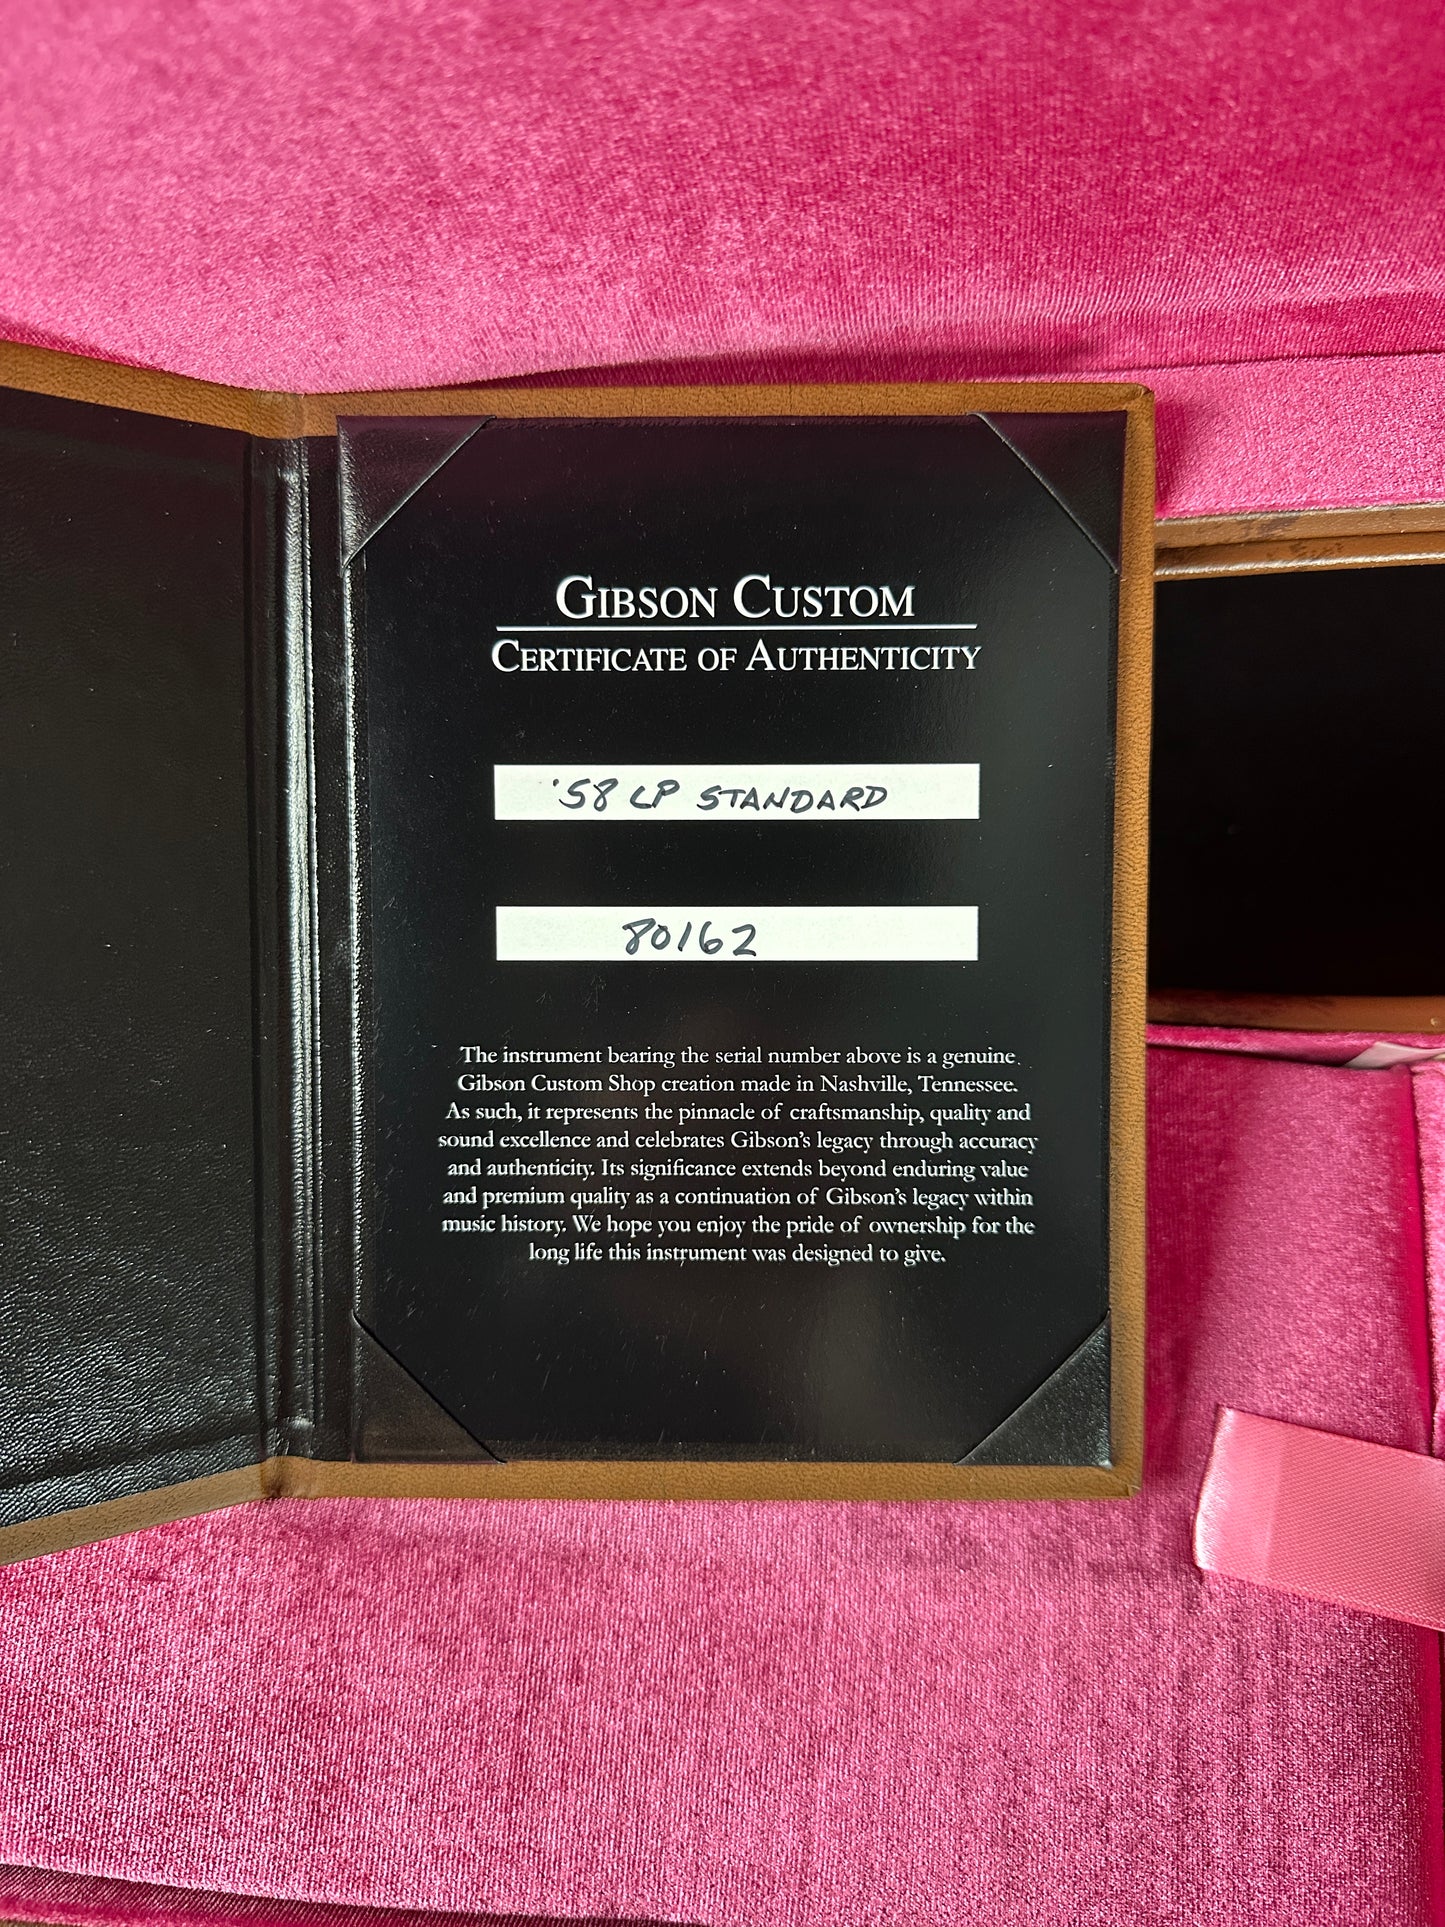 GIBSON CUSTOM
CERTIFICATE OF AUTHENTICITY
'58 LP STANDARD
80162
The instrument bearing the serial number above is a genuine
Gibson Custom Shop creation made in Nashville, Tennessee.
As such, it represents the pinnacle of craftsmanship, quality and
sound excellence and celebrates Gibson's legacy through accuracy
and authenticity. Its significance extends beyond enduring value
and premium quality as a continuation of Gibson's legacy within
music history. We hope you enjoy the pride of ownership for the
long life this instrument was designed to give.